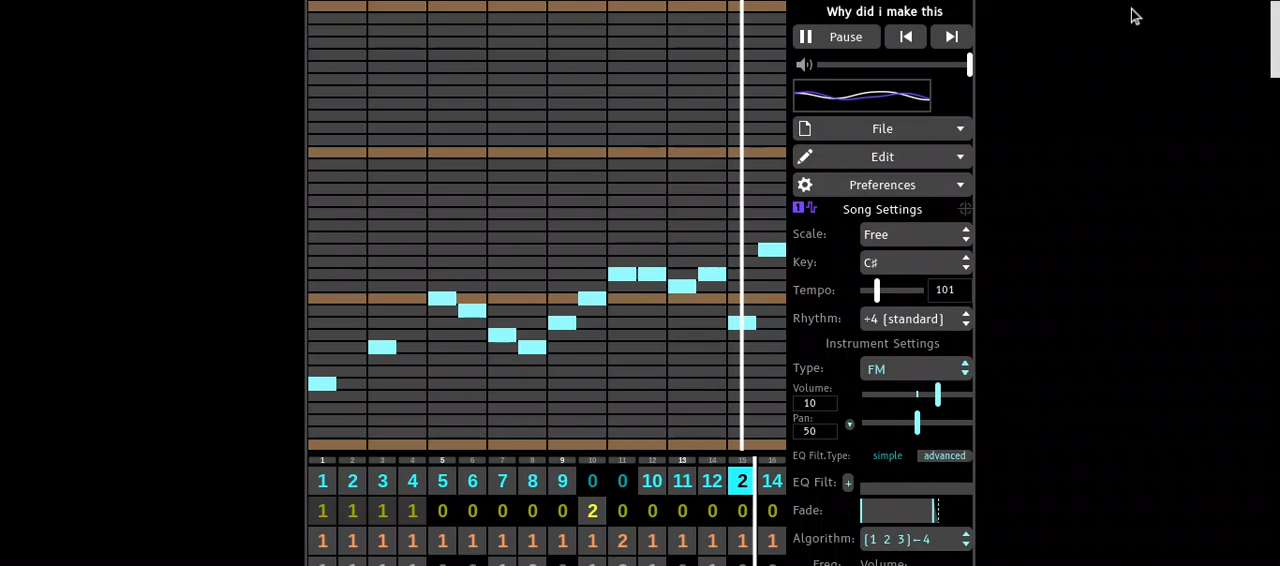 Why did i make this
Pause
File
Edit
Preferences
1
Song Settings
Scale: Free
Key: C♯
Tempo: 101
Rhythm: ÷4 [standard]
Instrument Settings
Type: FM
Volume:
10
Pan:
50
EQ Filt.Type: simple advanced
EQ Filt: +
Fade:
Algorithm: [1 2 3]←4
Freq: Volume:
1 2 3 4 5 6 7 8 9 10 11 12 13 14 15 16
1 2 3 4 5 6 7 8 9 0 0 10 11 12 2 14
1 1 1 1 0 0 0 0 0 2 0 0 0 0 0 0
1 1 1 1 1 1 1 1 1 1 2 1 1 1 1 1